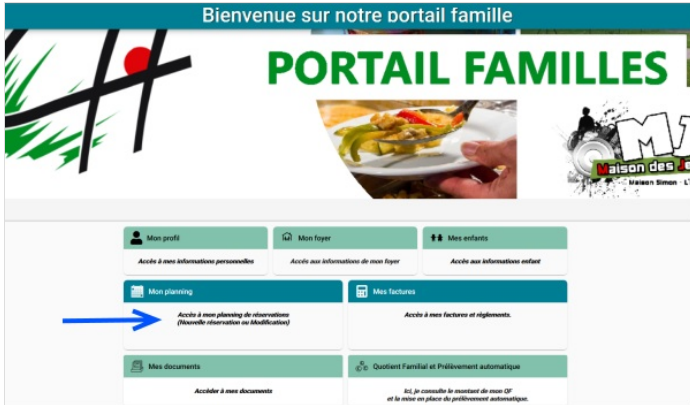 Bienvenue sur notre portail famille
PORTAIL FAMILLES
Maison des Je
Maison Simon - L'
Mon profil
Mon foyer
Mes enfants
Accès à mes informations personnelles
Accès aux informations de mon foyer
Accès aux informations enfant
Mon planning
Mes factures
Accès à mon planning de réservations
(Nouvelle réservation ou Modification)
Accès à mes factures et règlements.
Mes documents
Quotient Familial et Prélèvement automatique
Accéder à mes documents
Ici, je consulte le montant de mon QF
et la mise en place du prélèvement automatique.